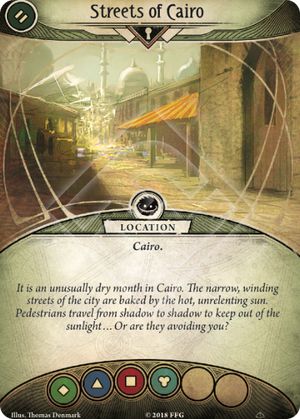 Streets of Cairo
LOCATION
Cairo.
It is an unusually dry month in Cairo. The narrow, winding
streets of the city are baked by the hot, unrelenting sun.
Pedestrians travel from shadow to shadow to keep out of the
sunlight… Or are they avoiding you?
Illus. Thomas Denmark
© 2018 FFG